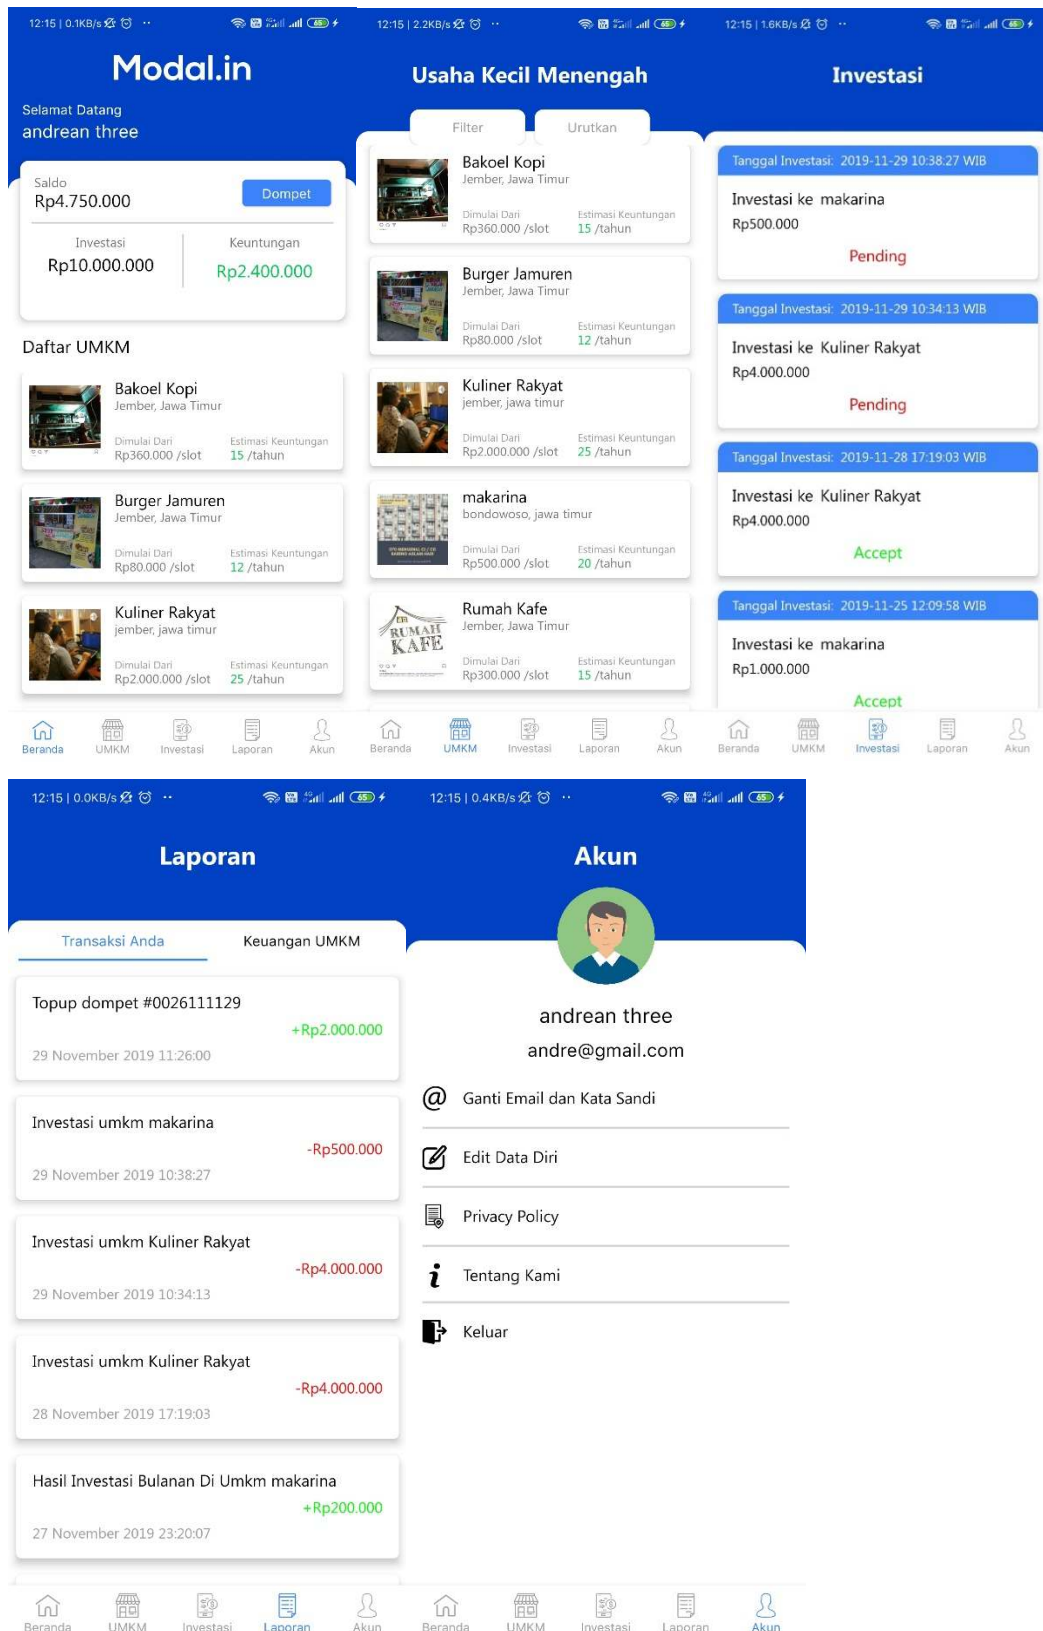 12:15 | 0.1KB/s
65
Modal.in
Selamat Datang
andrean three
Saldo
Rp4.750.000
Dompet
Investasi
Keuntungan
Rp10.000.000
Rp2.400.000
Daftar UMKM
Bakoel Kopi
Jember, Jawa Timur
Dimulai Dari
Estimasi Keuntungan
Rp360.000 /slot
15 /tahun
Burger Jamuren
Jember, Jawa Timur
Dimulai Dari
Estimasi Keuntungan
Rp80.000 /slot
12 /tahun
Kuliner Rakyat
jember, jawa timur
Dimulai Dari
Estimasi Keuntungan
Rp2.000.000 /slot
25 /tahun
Beranda
UMKM
Investasi
Laporan
Akun
12:15 | 2.2KB/s
65
Usaha Kecil Menengah
Filter
Urutkan
Bakoel Kopi
Jember, Jawa Timur
Dimulai Dari
Estimasi Keuntungan
Rp360.000 /slot
15 /tahun
Burger Jamuren
Jember, Jawa Timur
Dimulai Dari
Estimasi Keuntungan
Rp80.000 /slot
12 /tahun
Kuliner Rakyat
jember, jawa timur
Dimulai Dari
Estimasi Keuntungan
Rp2.000.000 /slot
25 /tahun
makarina
bondowoso, jawa timur
Dimulai Dari
Estimasi Keuntungan
Rp500.000 /slot
20 /tahun
RUMAH
KAFE
Rumah Kafe
Jember, Jawa Timur
Dimulai Dari
Estimasi Keuntungan
Rp300.000 /slot
15 /tahun
Beranda
UMKM
Investasi
Laporan
Akun
12:15 | 1.6KB/s
65
Investasi
Tanggal Investasi: 2019-11-29 10:38:27 WIB
Investasi ke makarina
Rp500.000
Pending
Tanggal Investasi: 2019-11-29 10:34:13 WIB
Investasi ke Kuliner Rakyat
Rp4.000.000
Pending
Tanggal Investasi: 2019-11-28 17:19:03 WIB
Investasi ke Kuliner Rakyat
Rp4.000.000
Accept
Tanggal Investasi: 2019-11-25 12:09:58 WIB
Investasi ke makarina
Rp1.000.000
Accept
Beranda
UMKM
Investasi
Laporan
Akun
12:15 | 0.0KB/s
65
Laporan
Transaksi Anda
Keuangan UMKM
Topup dompet #0026111129
+Rp2.000.000
29 November 2019 11:26:00
Investasi umkm makarina
-Rp500.000
29 November 2019 10:38:27
Investasi umkm Kuliner Rakyat
-Rp4.000.000
29 November 2019 10:34:13
Investasi umkm Kuliner Rakyat
-Rp4.000.000
28 November 2019 17:19:03
Hasil Investasi Bulanan Di Umkm makarina
+Rp200.000
27 November 2019 23:20:07
Beranda
UMKM
Investasi
Laporan
Akun
12:15 | 0.4KB/s
65
Akun
andrean three
andre@gmail.com
Ganti Email dan Kata Sandi
Edit Data Diri
Privacy Policy
Tentang Kami
Keluar
Beranda
UMKM
Investasi
Laporan
Akun